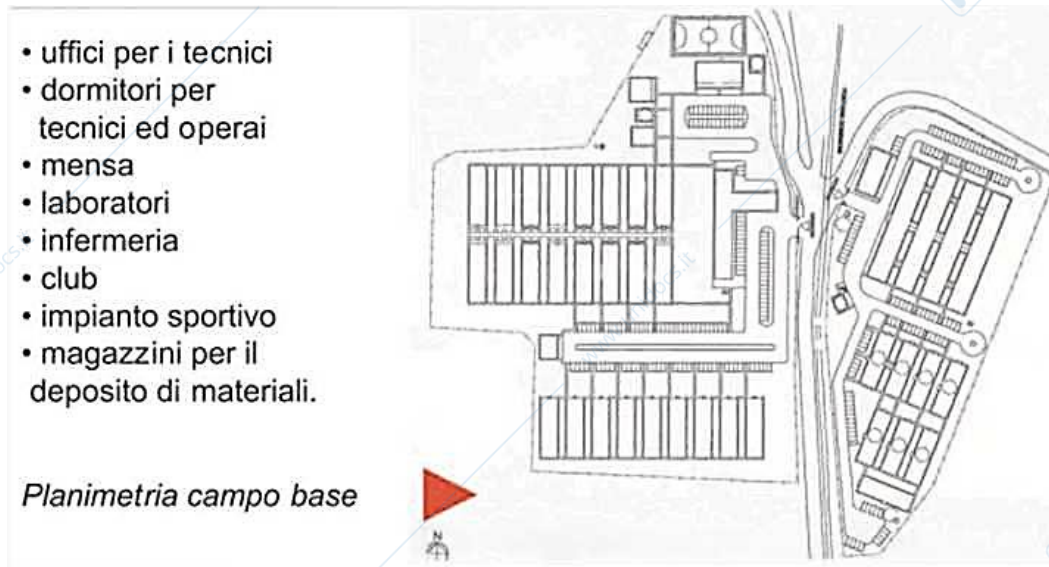 • uffici per i tecnici
• dormitori per
tecnici ed operai
• mensa
• laboratori
• infermeria
• club
• impianto sportivo
• magazzini per il
deposito di materiali.
Planimetria campo base
N